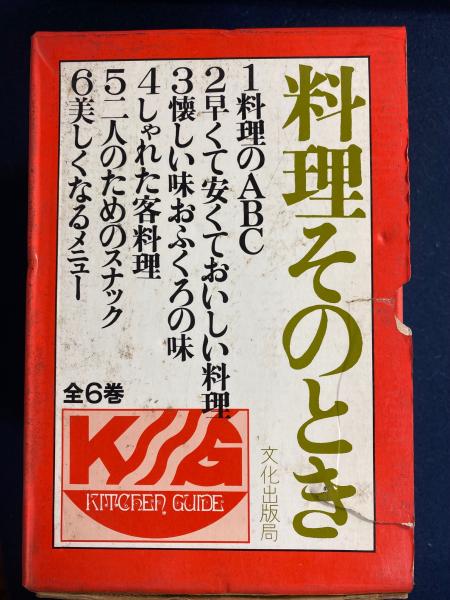 料理そのとき
文化出版局
1料理のABC
2早くて安くておいしい料理
3懐しい味おふくろの味
4しゃれた客料理
5二人のためのスナック
6美しくなるメニュー
全6巻
KG
KITCHEN GUIDE